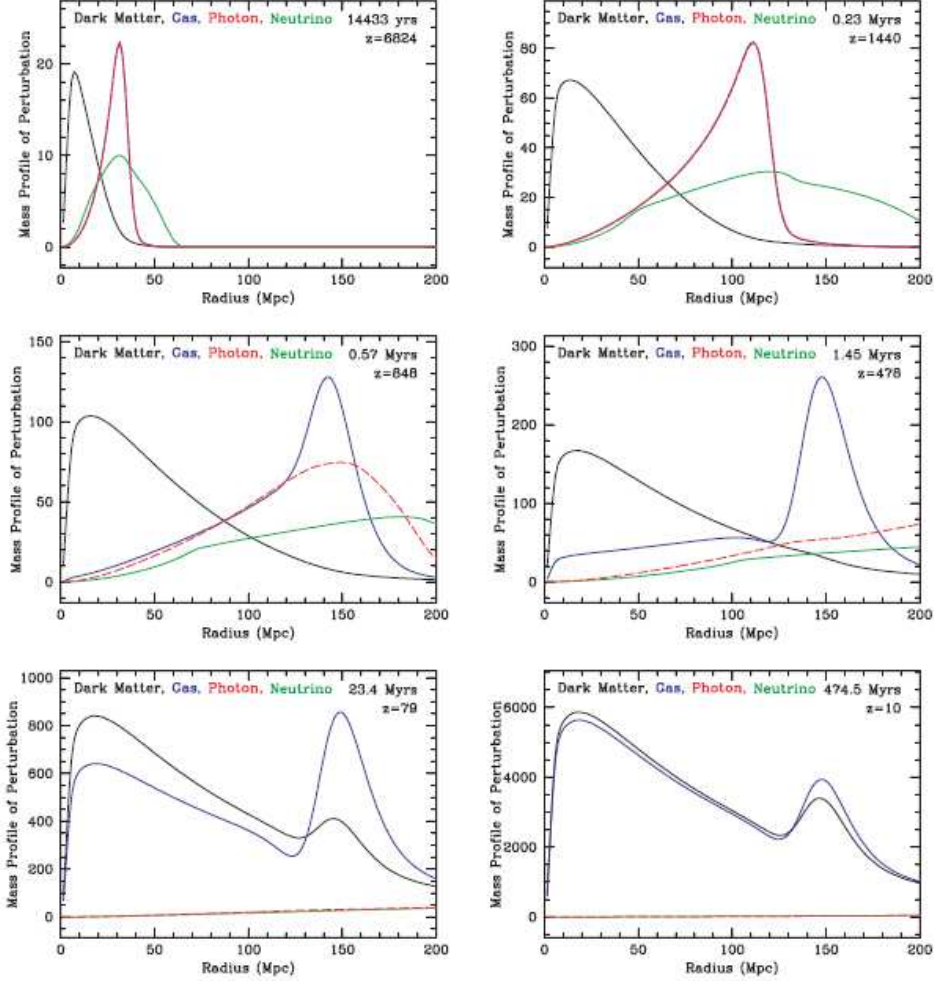 Dark Matter, Gas, Photon, Neutrino 14433 yrs
z=6824
Mass Profile of Perturbation
20
10
0
0 50 100 150 200
Radius (Mpc)
Dark Matter, Gas, Photon, Neutrino 0.23 Myrs
z=1440
Mass Profile of Perturbation
80
60
40
20
0
0 50 100 150 200
Radius (Mpc)
Dark Matter, Gas, Photon, Neutrino 0.57 Myrs
z=848
Mass Profile of Perturbation
150
100
50
0
0 50 100 150 200
Radius (Mpc)
Dark Matter, Gas, Photon, Neutrino 1.45 Myrs
z=478
Mass Profile of Perturbation
300
200
100
0
0 50 100 150 200
Radius (Mpc)
Dark Matter, Gas, Photon, Neutrino 23.4 Myrs
z=79
Mass Profile of Perturbation
1000
800
600
400
200
0
0 50 100 150 200
Radius (Mpc)
Dark Matter, Gas, Photon, Neutrino 474.5 Myrs
z=10
Mass Profile of Perturbation
6000
4000
2000
0
0 50 100 150 200
Radius (Mpc)